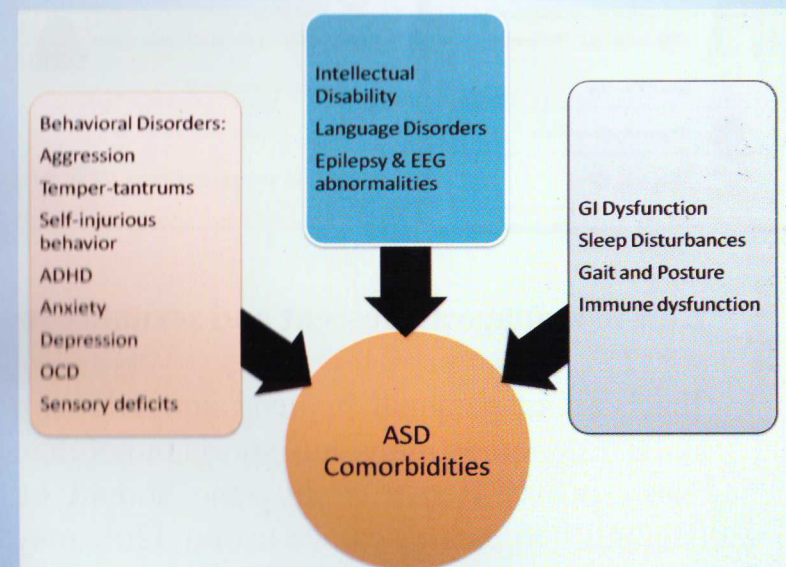 Behavioral Disorders:
Aggression
Temper-tantrums
Self-injurious
behavior
ADHD
Anxiety
Depression
OCD
Sensory deficits
Intellectual
Disability
Language Disorders
Epilepsy & EEG
abnormalities
GI Dysfunction
Sleep Disturbances
Gait and Posture
Immune dysfunction
ASD
Comorbidities